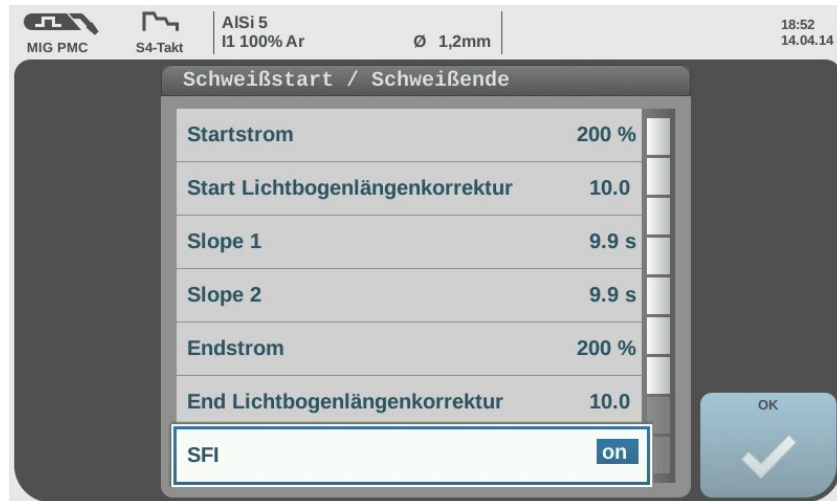 MIG PMC
S4-Takt
AlSi 5
I1 100% Ar Ø 1,2mm
18:52
14.04.14
Schweißstart / Schweißende
Startstrom 200 %
Start Lichtbogenlängenkorrektur 10.0
Slope 1 9.9 s
Slope 2 9.9 s
Endstrom 200 %
End Lichtbogenlängenkorrektur 10.0
SFI on
OK